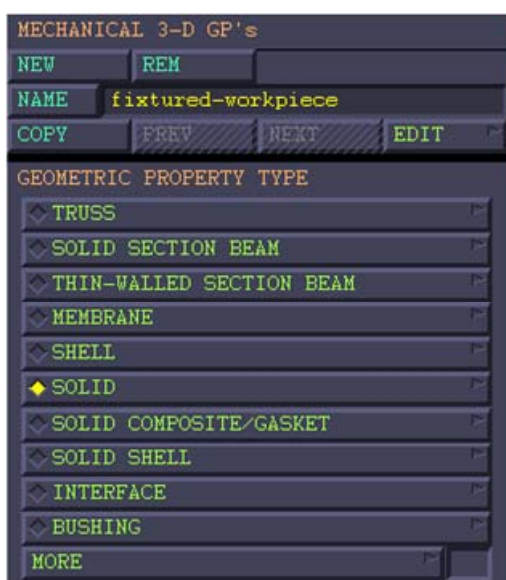 MECHANICAL 3-D GP's
NEW REM
NAME fixtured-workpiece
COPY PREV NEXT EDIT
GEOMETRIC PROPERTY TYPE
TRUSS
SOLID SECTION BEAM
THIN-WALLED SECTION BEAM
MEMBRANE
SHELL
SOLID
SOLID COMPOSITE/GASKET
SOLID SHELL
INTERFACE
BUSHING
MORE